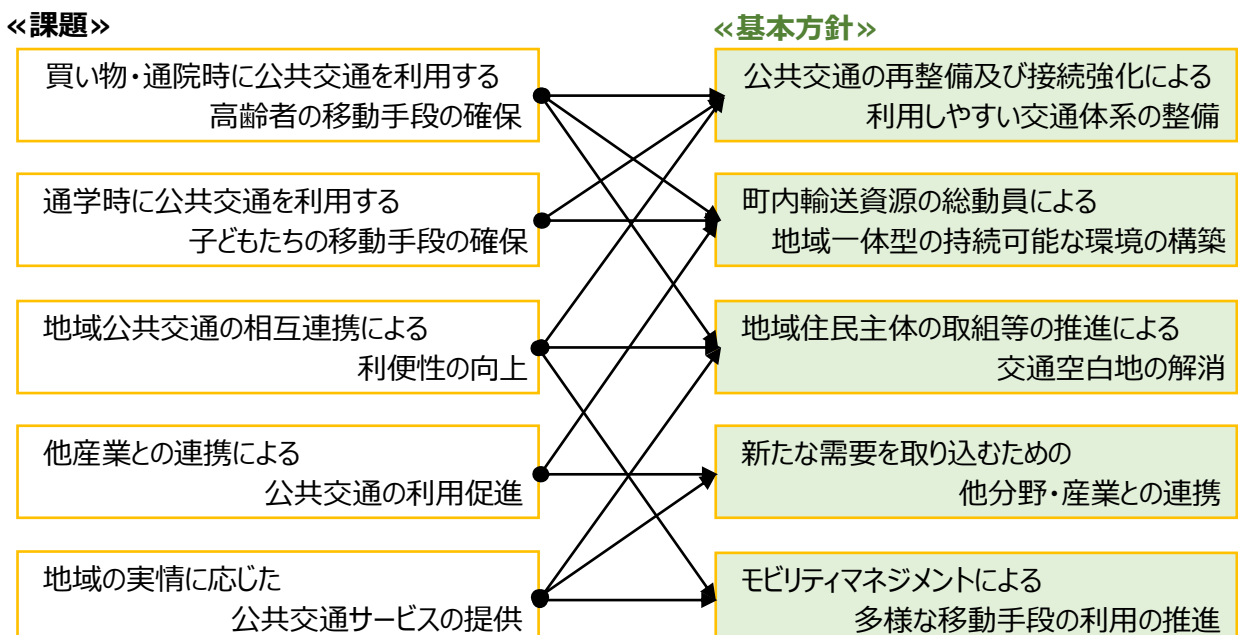 ≪課題≫
買い物・通院時に公共交通を利用する
高齢者の移動手段の確保
通学時に公共交通を利用する
子どもたちの移動手段の確保
地域公共交通の相互連携による
利便性の向上
他産業との連携による
公共交通の利用促進
地域の実情に応じた
公共交通サービスの提供
≪基本方針≫
公共交通の再整備及び接続強化による
利用しやすい交通体系の整備
町内輸送資源の総動員による
地域一体型の持続可能な環境の構築
地域住民主体の取組等の推進による
交通空白地の解消
新たな需要を取り込むための
他分野・産業との連携
モビリティマネジメントによる
多様な移動手段の利用の推進